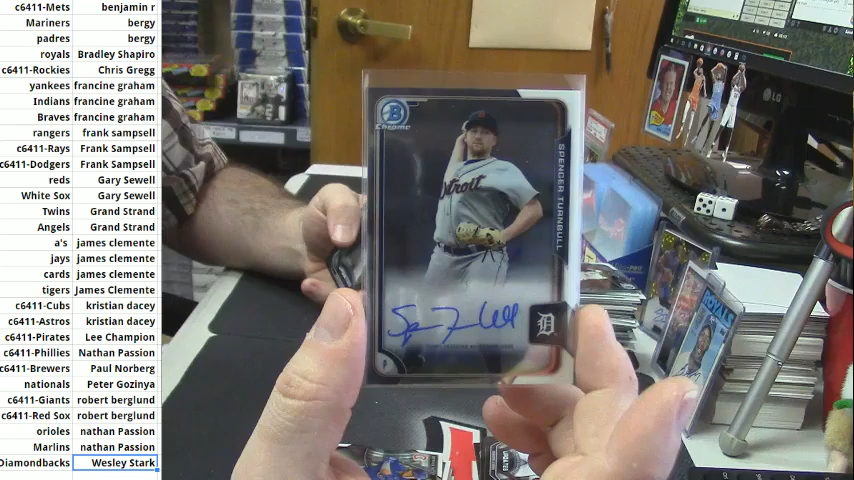 c6411-Mets benjamin r
Mariners bergy
padres bergy
royals Bradley Shapiro
c6411-Rockies Chris Gregg
yankees francine graham
Indians francine graham
Braves francine graham
rangers frank sampsell
c6411-Rays Frank Sampsell
c6411-Dodgers Frank Sampsell
reds Gary Sewell
White Sox Gary Sewell
Twins Grand Strand
Angels Grand Strand
a's james clemente
jays james clemente
cards james clemente
tigers James Clemente
c6411-Cubs kristian dacey
c6411-Astros kristian dacey
c6411-Pirates Lee Champion
c6411-Phillies Nathan Passion
c6411-Brewers Paul Norberg
nationals Peter Gozinya
c6411-Giants robert berglund
c6411-Red Sox robert berglund
orioles nathan Passion
Marlins nathan Passion
Diamondbacks Wesley Stark
B
Chrome
Detroit
SPENCER TURNBULL
D
P
LG
ROYALS